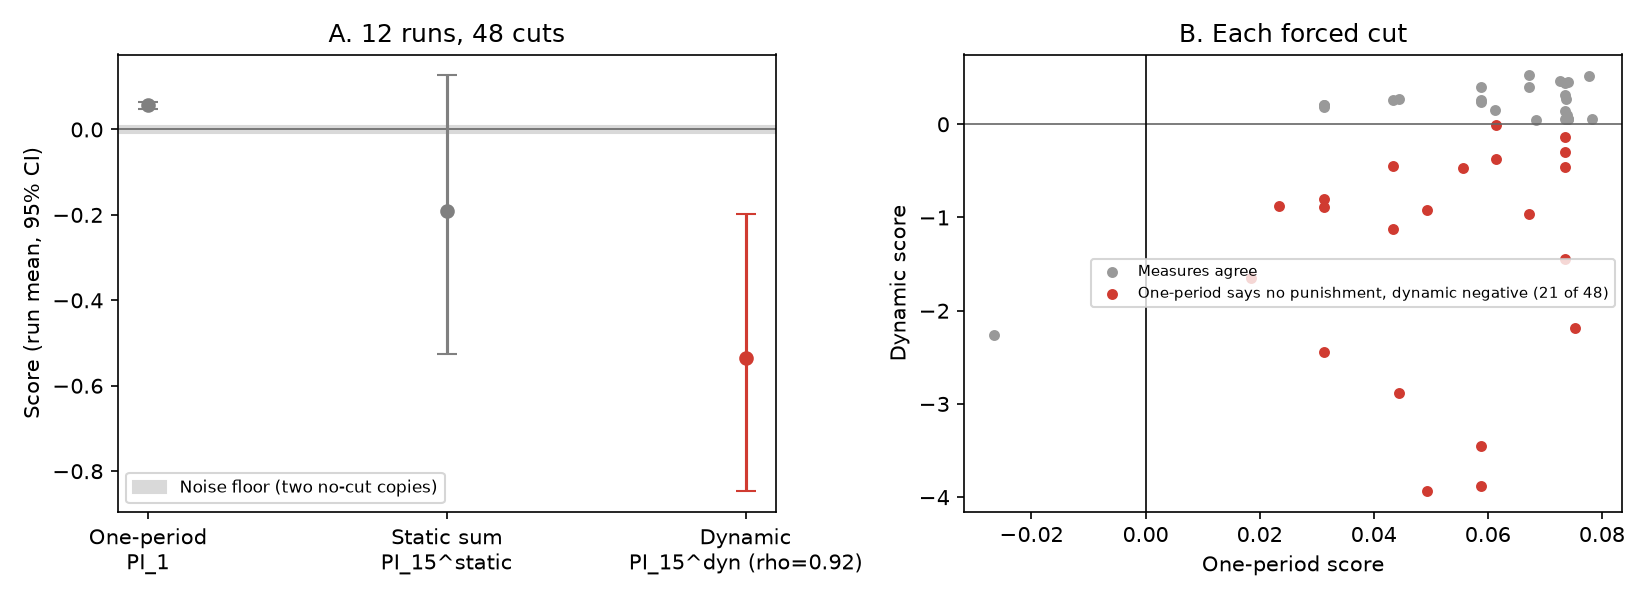 A. 12 runs, 48 cuts
Score (run mean, 95% CI)
0.0
−0.2
−0.4
−0.6
−0.8
Noise floor (two no-cut copies)
One-period
PI_1
Static sum
PI_15^static
Dynamic
PI_15^dyn (rho=0.92)
B. Each forced cut
Dynamic score
0
−1
−2
−3
−4
Measures agree
One-period says no punishment, dynamic negative (21 of 48)
−0.02
0.00
0.02
0.04
0.06
0.08
One-period score